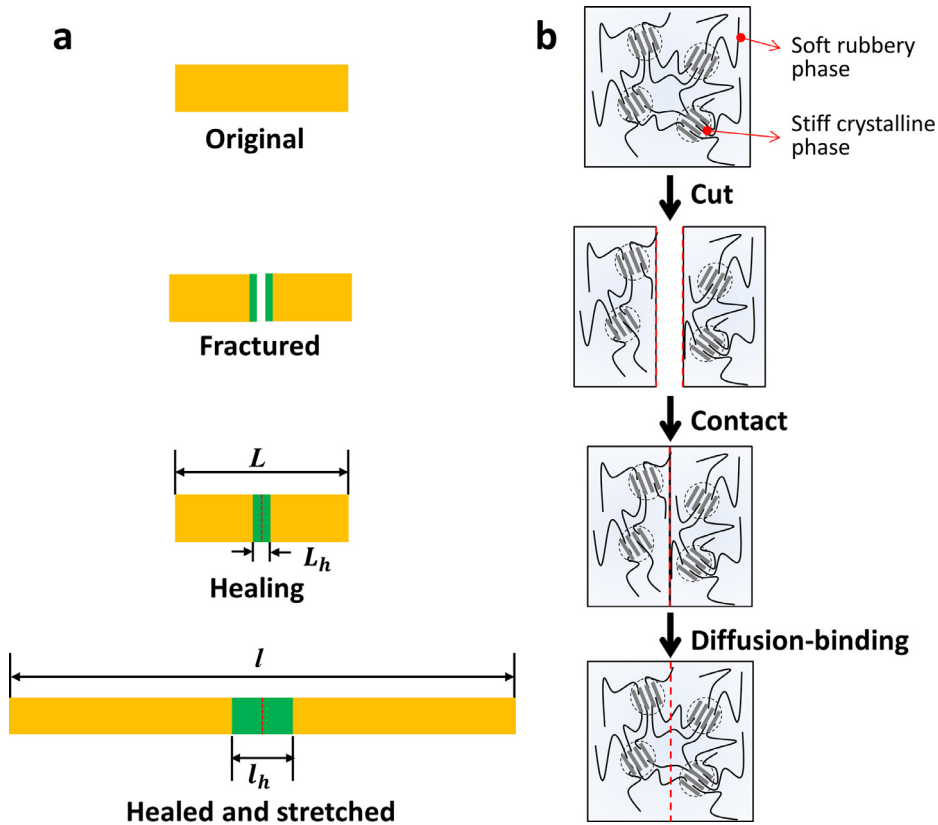 a
Original
Fractured
L
L_h
Healing
l
l_h
Healed and stretched
b
Soft rubbery
phase
Stiff crystalline
phase
Cut
Contact
Diffusion-binding